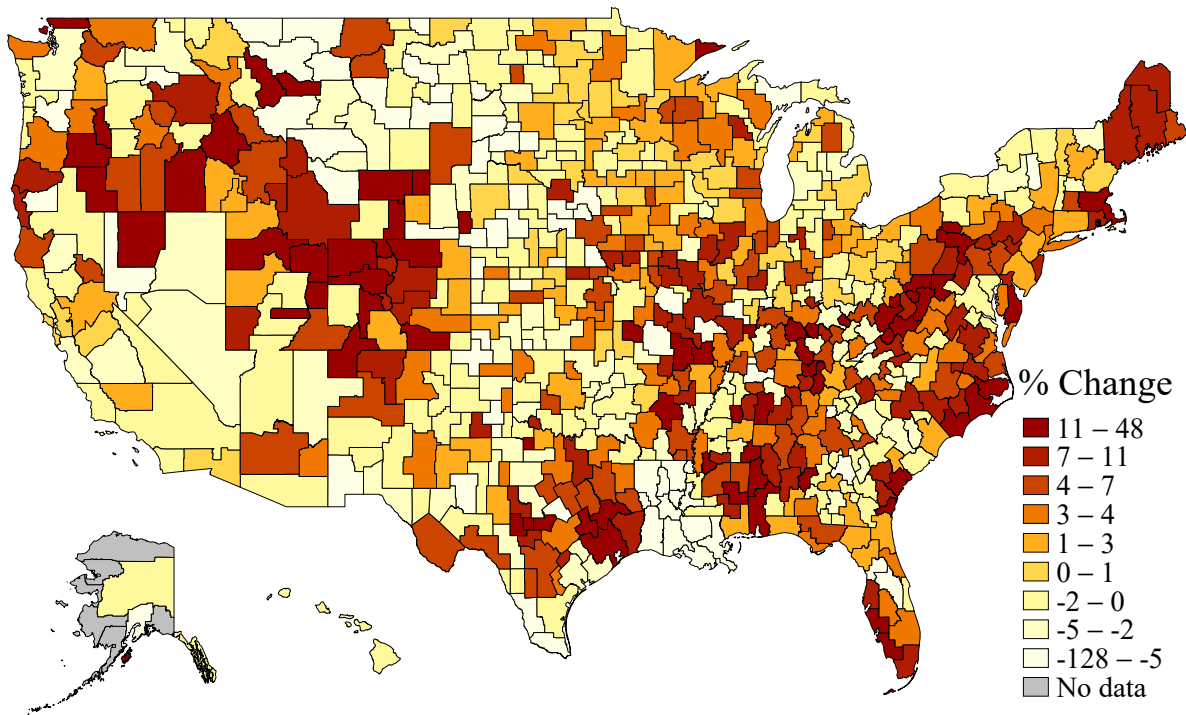 % Change
11 – 48
7 – 11
4 – 7
3 – 4
1 – 3
0 – 1
-2 – 0
-5 – -2
-128 – -5
No data